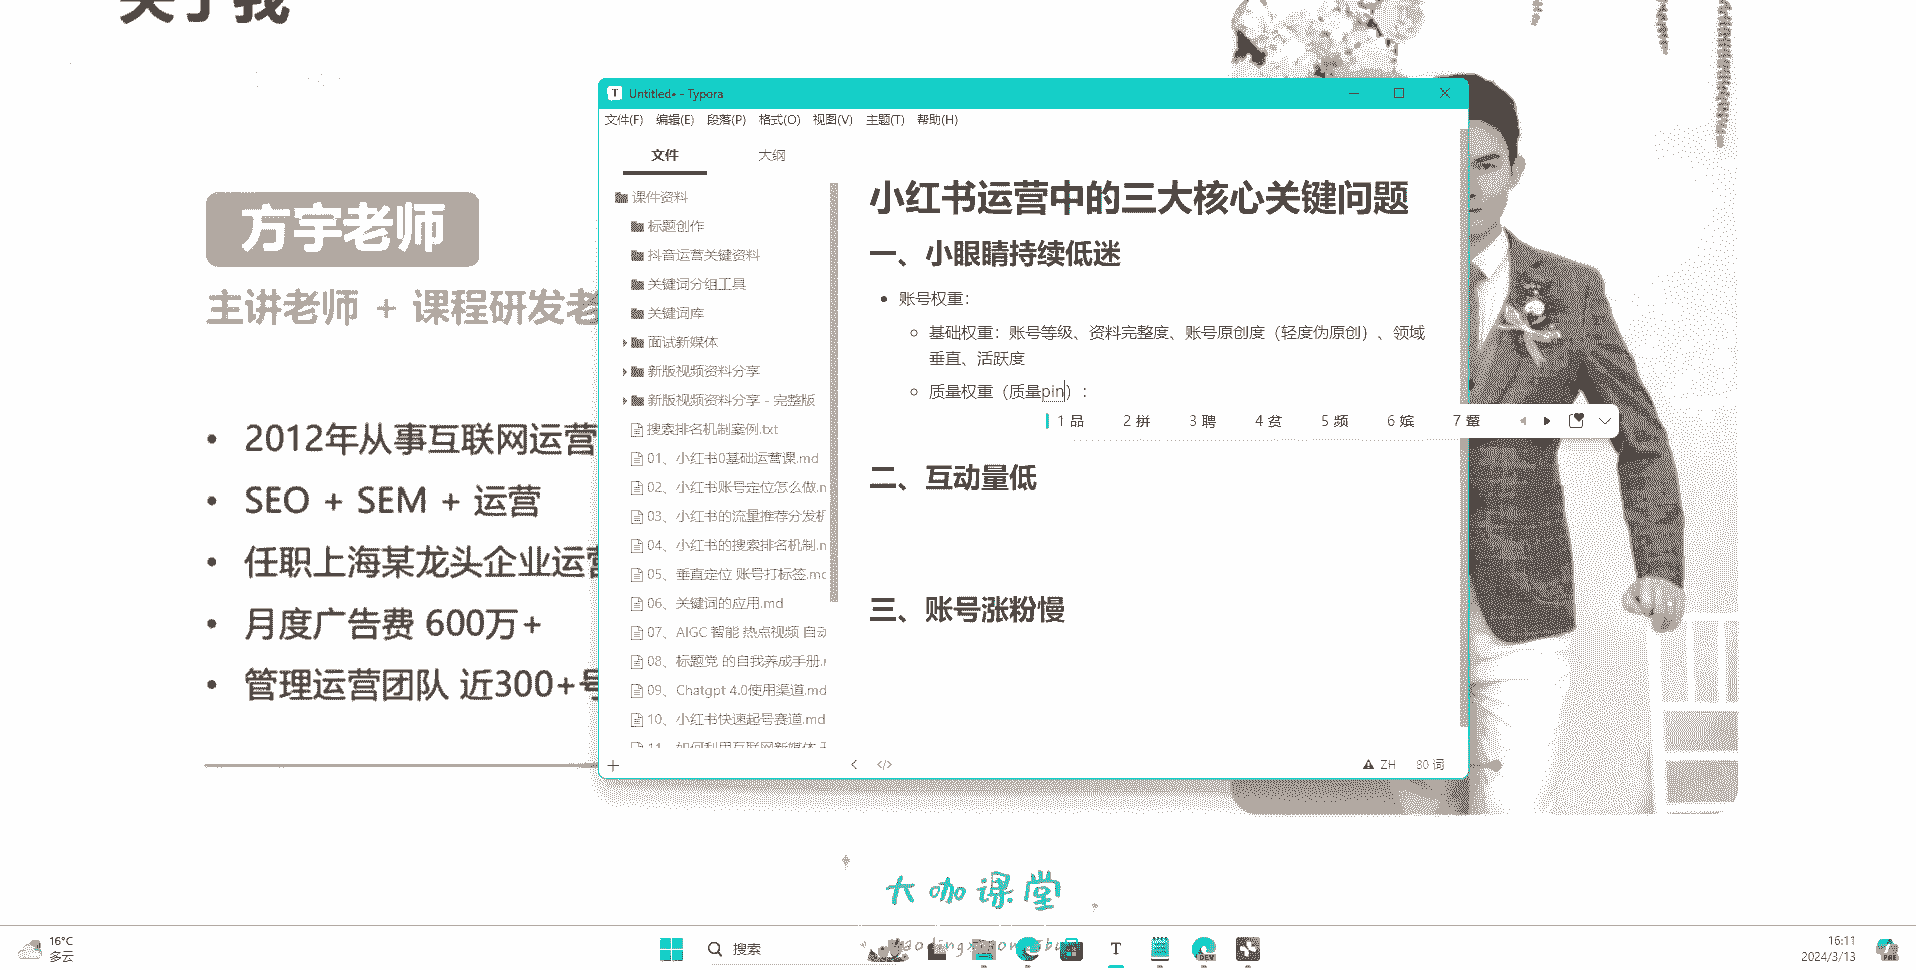 关于我
方宇老师
主讲老师 + 课程研发老
2012年从事互联网运营
SEO + SEM + 运营
任职上海某龙头企业运营
月度广告费 600万+
管理运营团队 近300+号
Untitled• - Typora
文件(F) 编辑(E) 段落(P) 格式(O) 视图(V) 主题(T) 帮助(H)
文件 大纲
课件资料
标题创作
抖音运营关键资料
关键词分组工具
关键词库
面试新媒体
新版视频资料分享
新版视频资料分享 - 完整版
搜索排名机制案例.txt
01、小红书0基础运营课.md
02、小红书账号定位怎么做.m
03、小红书的流量推荐分发机
04、小红书的搜索排名机制.m
05、垂直定位 账号打标签.md
06、关键词的应用.md
07、AIGC 智能 热点视频 自动
08、标题党 的自我养成手册.m
09、Chatgpt 4.0使用渠道.md
10、小红书快速起号赛道.md
11、如何利用互联网新媒体
小红书运营中的三大核心关键问题
一、小眼睛持续低迷
账号权重：
基础权重：账号等级、资料完整度、账号原创度（轻度伪原创）、领域
垂直、活跃度
质量权重（质量pin）：
1 品 2 拼 3 聘 4 贫 5 频 6 嫔 7 颦
二、互动量低
三、账号涨粉慢
ZH 80 词
大咖课堂
16°C
多云
搜索
T
DEV
16:11
2024/3/13
PRE